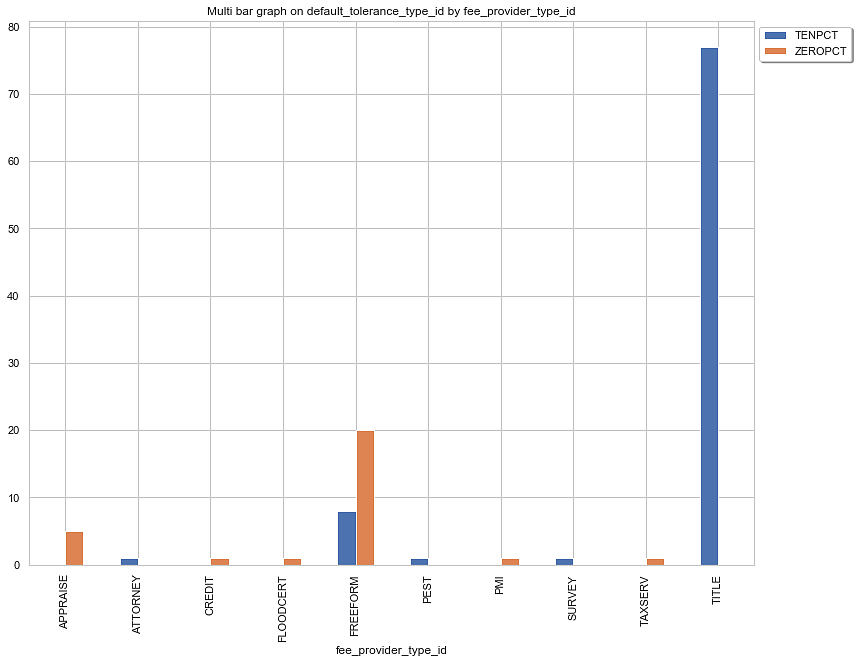 Multi bar graph on default_tolerance_type_id by fee_provider_type_id
80
70
60
50
40
30
20
10
0
TENPCT
ZEROPCT
APPRAISE
ATTORNEY
CREDIT
FLOODCERT
FREEFORM
PEST
PMI
SURVEY
TAXSERV
TITLE
fee_provider_type_id